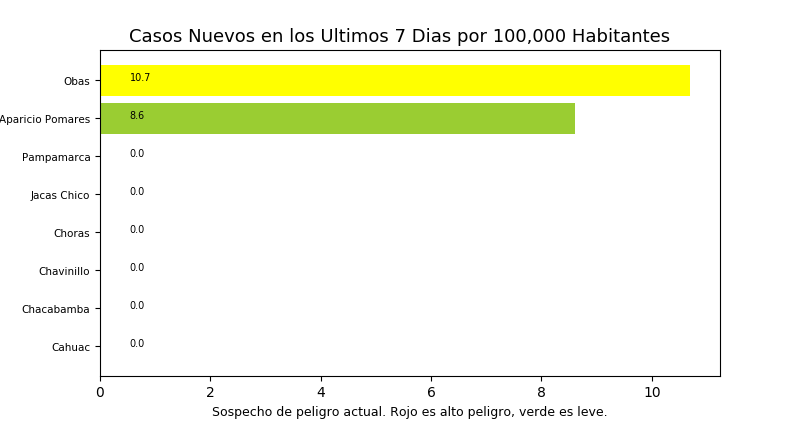 Casos Nuevos en los Ultimos 7 Dias por 100,000 Habitantes
Obas 10.7
Aparicio Pomares 8.6
Pampamarca 0.0
Jacas Chico 0.0
Choras 0.0
Chavinillo 0.0
Chacabamba 0.0
Cahuac 0.0
0 2 4 6 8 10
Sospecho de peligro actual. Rojo es alto peligro, verde es leve.